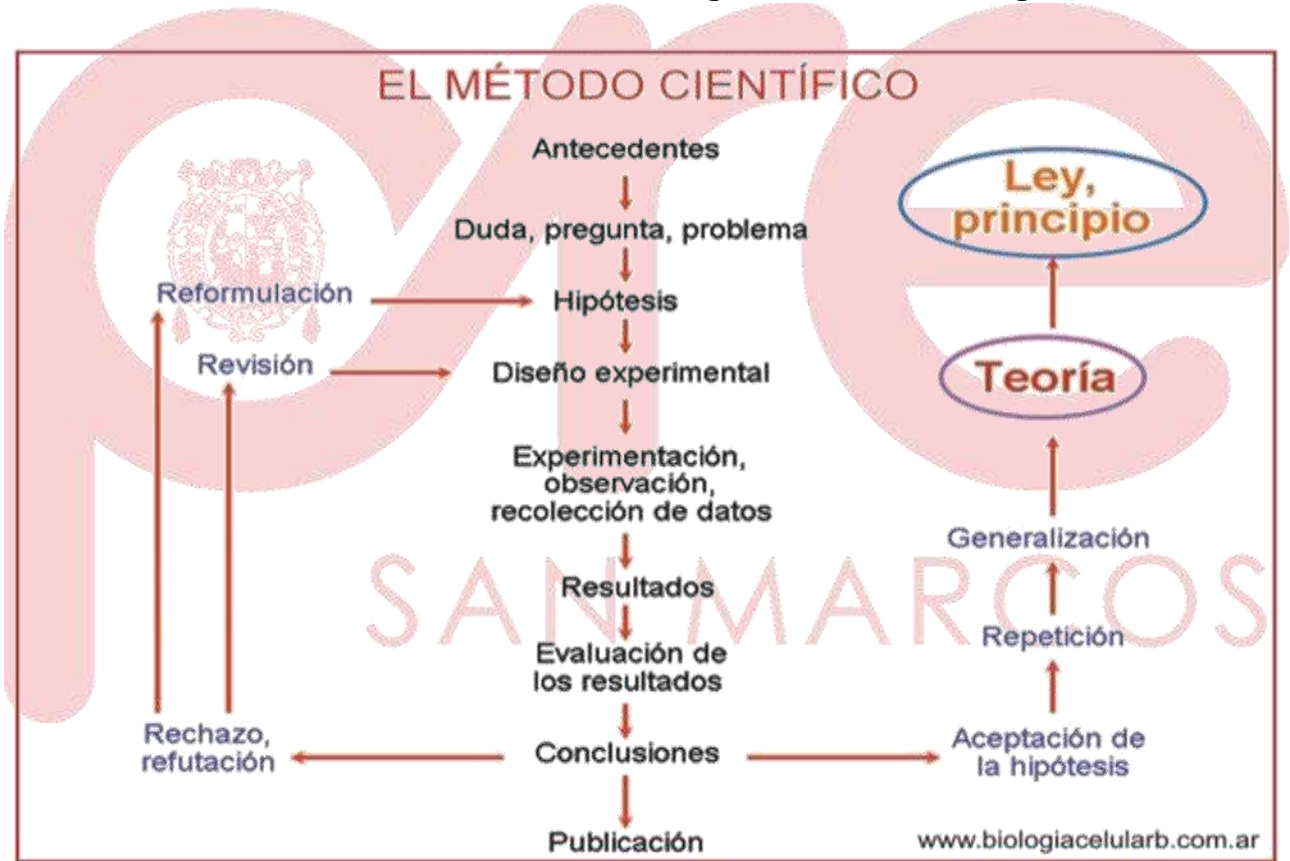 EL MÉTODO CIENTÍFICO
Antecedentes
Duda, pregunta, problema
Hipótesis
Diseño experimental
Experimentación,
observación,
recolección de datos
Resultados
Evaluación de
los resultados
Conclusiones
Publicación
Reformulación
Revisión
Rechazo,
refutación
Ley,
principio
Teoría
Generalización
Repetición
Aceptación de
la hipótesis
www.biologiacelularb.com.ar
pre
SAN MARCOS